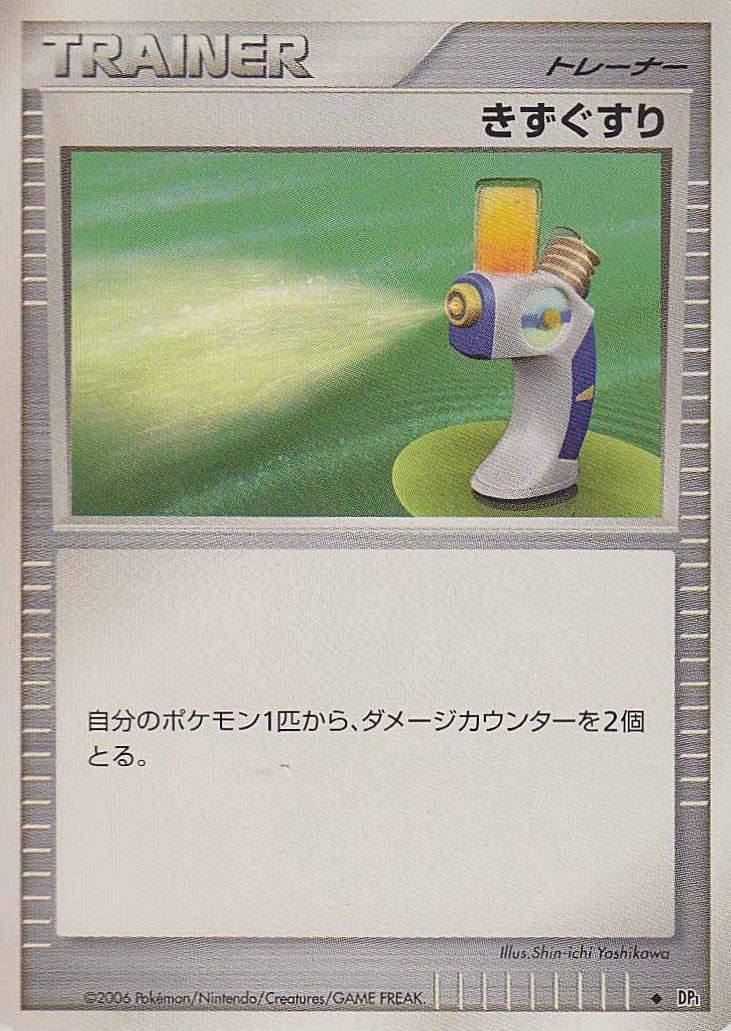 TRAINER
トレーナー
きずぐすり
自分のポケモン1匹から、ダメージカウンターを2個
とる。
Illus.Shin-ichi Yoshikawa
©2006 Pokémon/Nintendo/Creatures/GAME FREAK.
◆ DP1